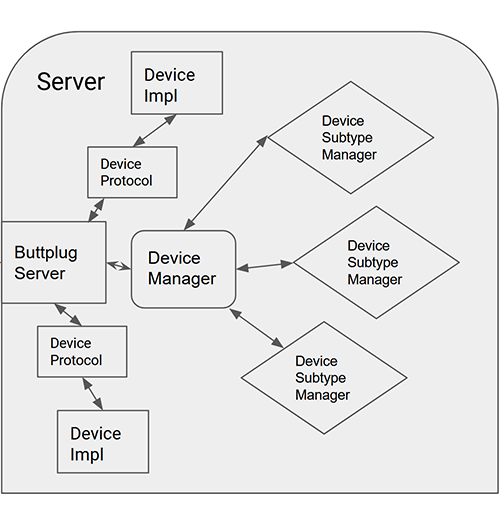 Server
Device
Impl
Device
Subtype
Manager
Device
Protocol
Buttplug
Server
Device
Manager
Device
Subtype
Manager
Device
Protocol
Device
Subtype
Manager
Device
Impl